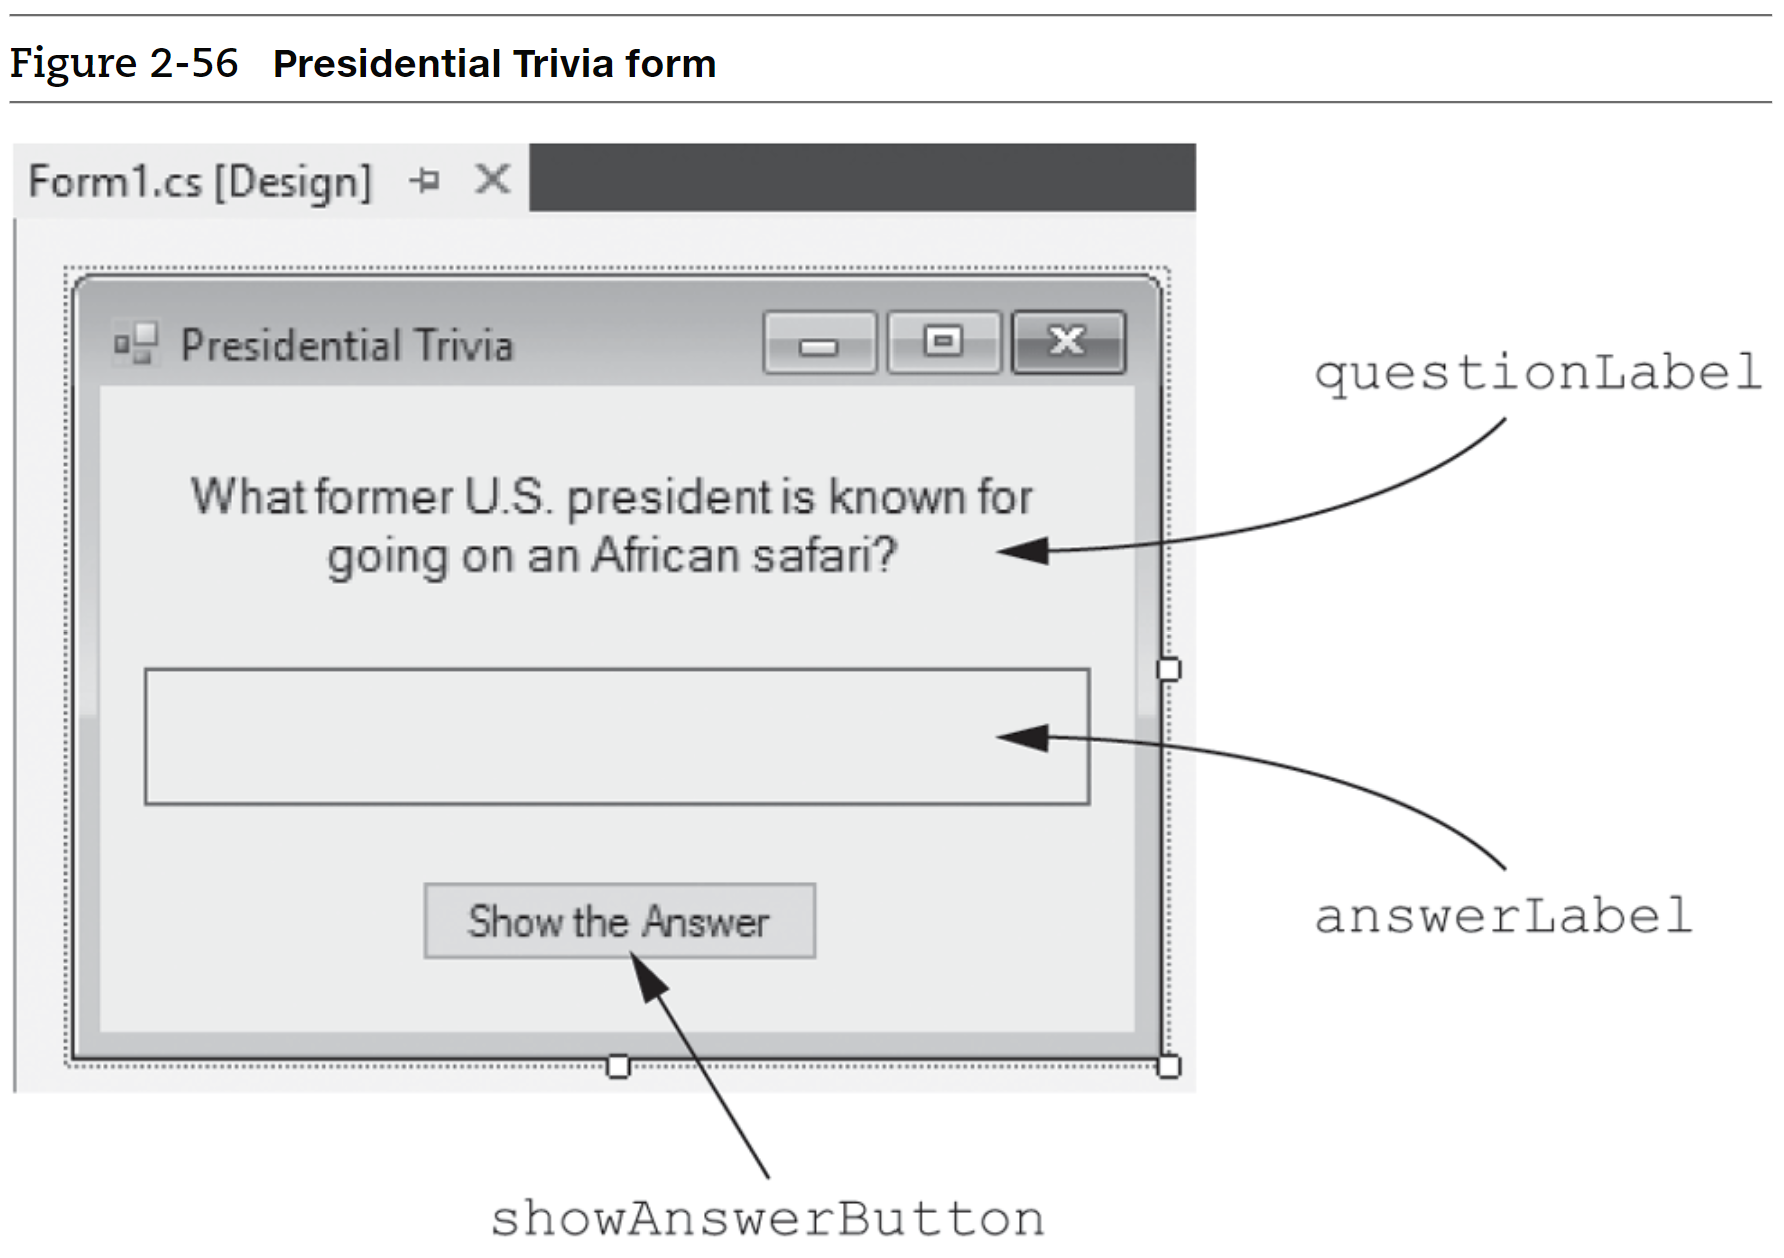 Figure 2-56 Presidential Trivia form
Form1.cs [Design]
Presidential Trivia
questionLabel
What former U.S. president is known for
going on an African safari?
answerLabel
Show the Answer
showAnswerButton